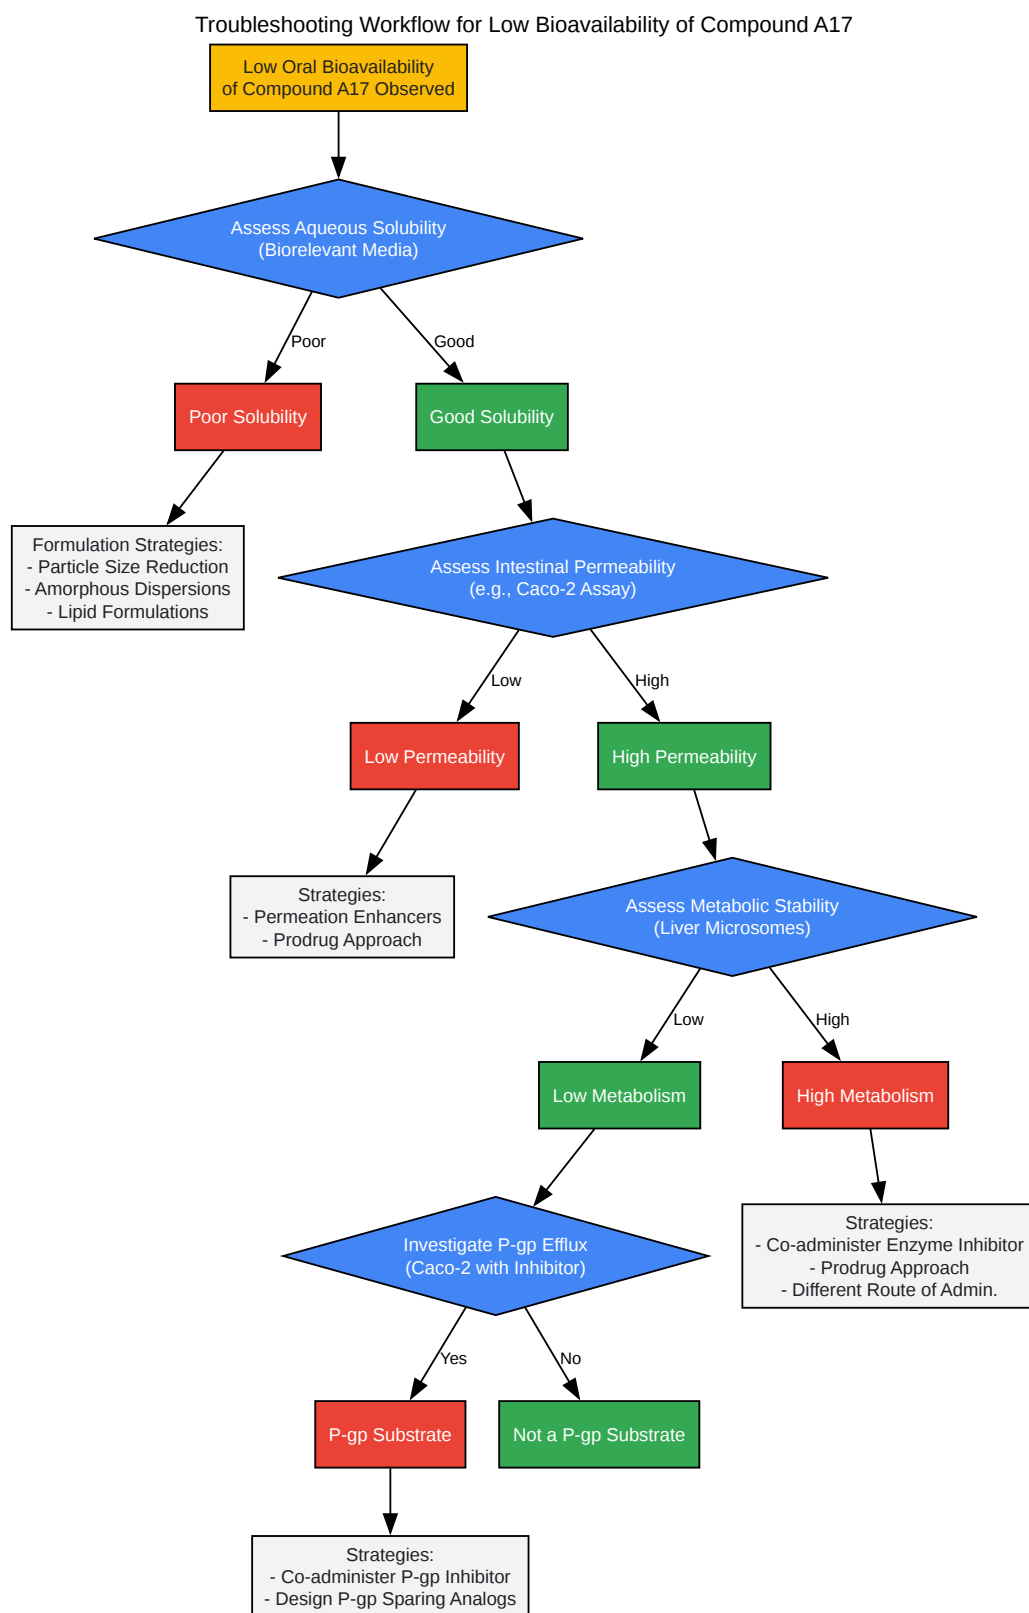 Troubleshooting Workflow for Low Bioavailability of Compound A17
Low Oral Bioavailability
of Compound A17 Observed
Assess Aqueous Solubility
(Biorelevant Media)
Poor
Good
Poor Solubility
Good Solubility
Formulation Strategies:
- Particle Size Reduction
- Amorphous Dispersions
- Lipid Formulations
Assess Intestinal Permeability
(e.g., Caco-2 Assay)
Low
High
Low Permeability
High Permeability
Strategies:
- Permeation Enhancers
- Prodrug Approach
Assess Metabolic Stability
(Liver Microsomes)
Low
High
Low Metabolism
High Metabolism
Investigate P-gp Efflux
(Caco-2 with Inhibitor)
Strategies:
- Co-administer Enzyme Inhibitor
- Prodrug Approach
- Different Route of Admin.
Yes
No
P-gp Substrate
Not a P-gp Substrate
Strategies:
- Co-administer P-gp Inhibitor
- Design P-gp Sparing Analogs